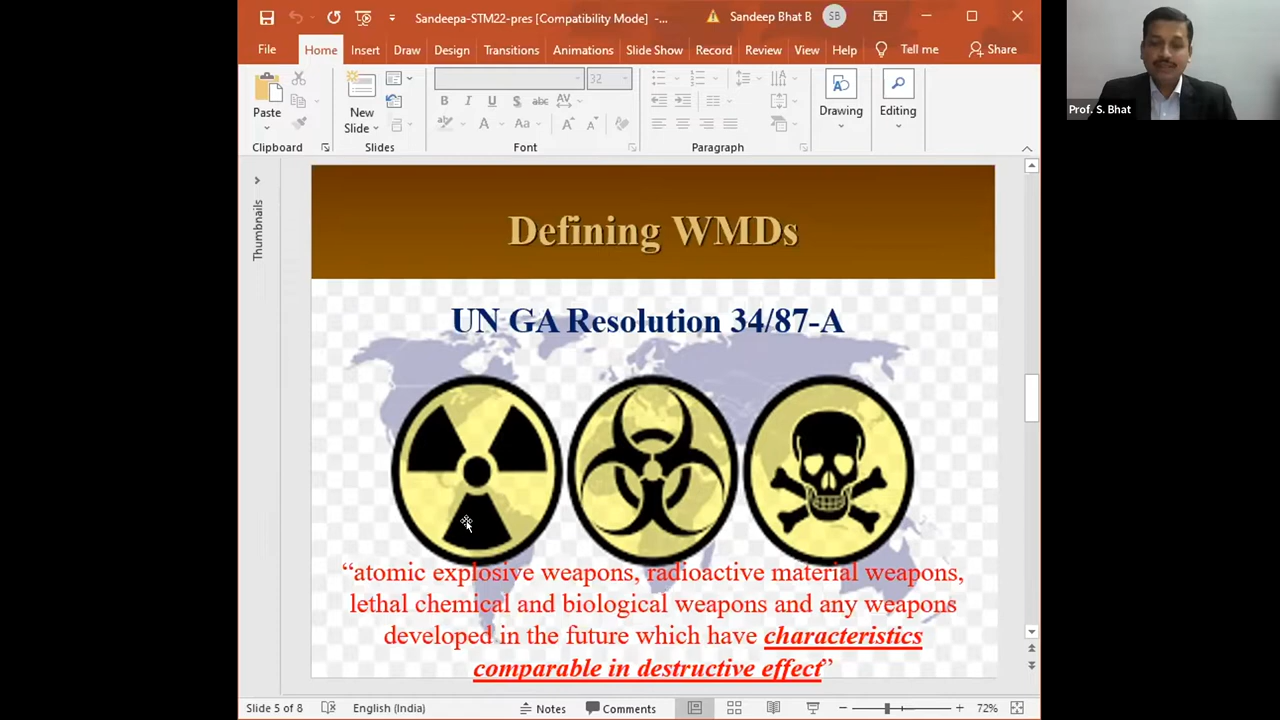 Sandeepa-STM22-pres [Compatibility Mode] -...
Sandeep Bhat B
SB
File
Home
Insert
Draw
Design
Transitions
Animations
Slide Show
Record
Review
View
Help
Tell me
Share
Paste
New
Slide
32
Drawing
Editing
Clipboard
Slides
Font
Paragraph
B
I
U
S
abc
AV
A
Aa
A
A
Thumbnails
Prof. S. Bhat
Defining WMDs
UN GA Resolution 34/87-A
“atomic explosive weapons, radioactive material weapons,
lethal chemical and biological weapons and any weapons
developed in the future which have characteristics
comparable in destructive effect”
Slide 5 of 8
English (India)
Notes
Comments
72%